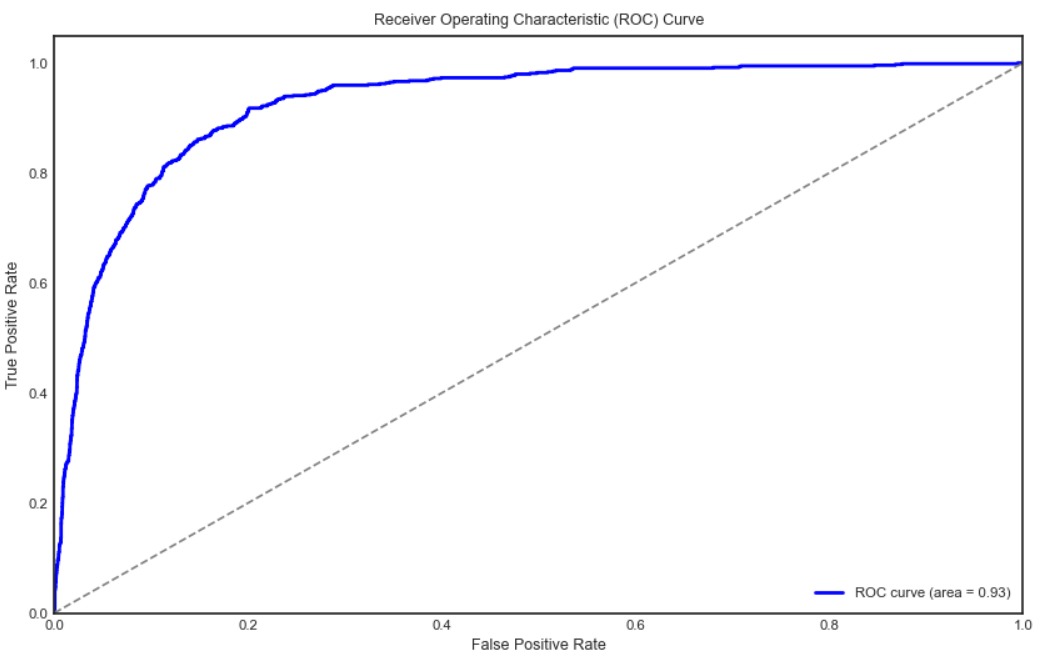 Receiver Operating Characteristic (ROC) Curve
True Positive Rate
1.0
0.8
0.6
0.4
0.2
0.0
ROC curve (area = 0.93)
0.0 0.2 0.4 0.6 0.8 1.0
False Positive Rate